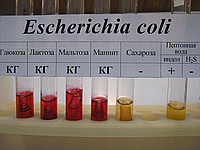 Escherichia coli
Глюкоза Лактоза Мальтоза Маннит Сахароза Пептонная вода
индол H₂S
КГ КГ КГ КГ - + -